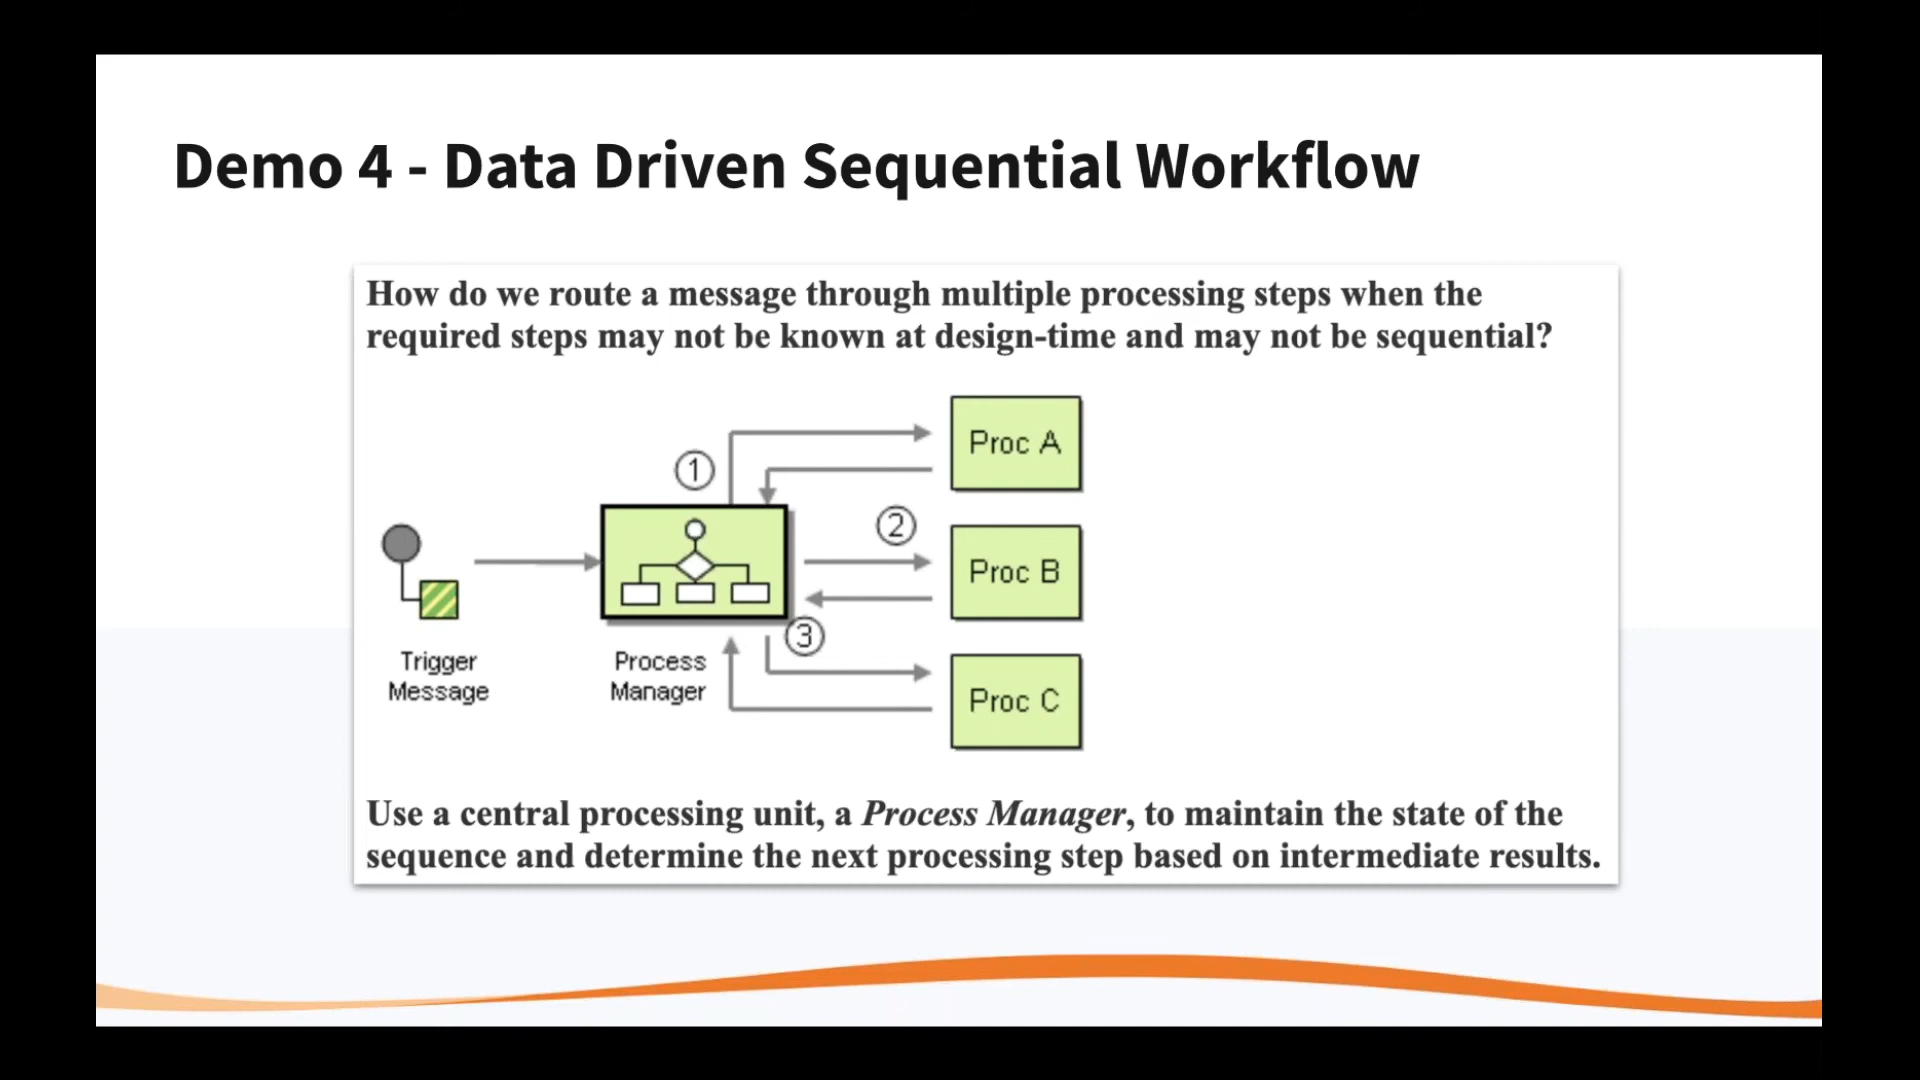 Demo 4 - Data Driven Sequential Workflow
How do we route a message through multiple processing steps when the
required steps may not be known at design-time and may not be sequential?
Proc A
1
2
Proc B
3
Trigger
Message
Process
Manager
Proc C
Use a central processing unit, a Process Manager, to maintain the state of the
sequence and determine the next processing step based on intermediate results.